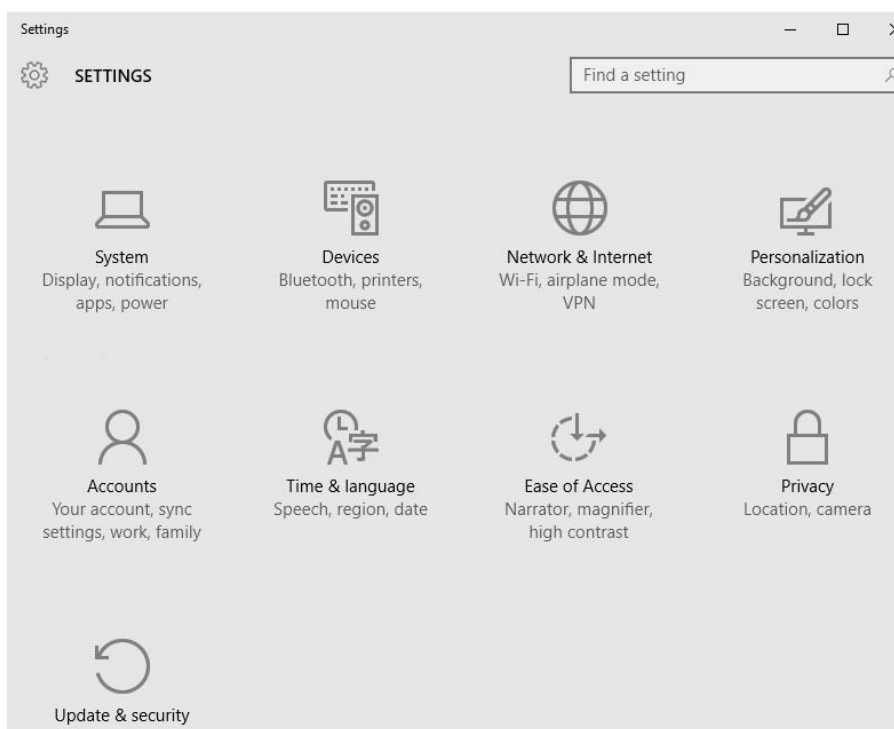 Settings
SETTINGS
Find a setting
System
Display, notifications,
apps, power
Devices
Bluetooth, printers,
mouse
Network & Internet
Wi-Fi, airplane mode,
VPN
Personalization
Background, lock
screen, colors
Accounts
Your account, sync
settings, work, family
A字
Time & language
Speech, region, date
Ease of Access
Narrator, magnifier,
high contrast
Privacy
Location, camera
Update & security